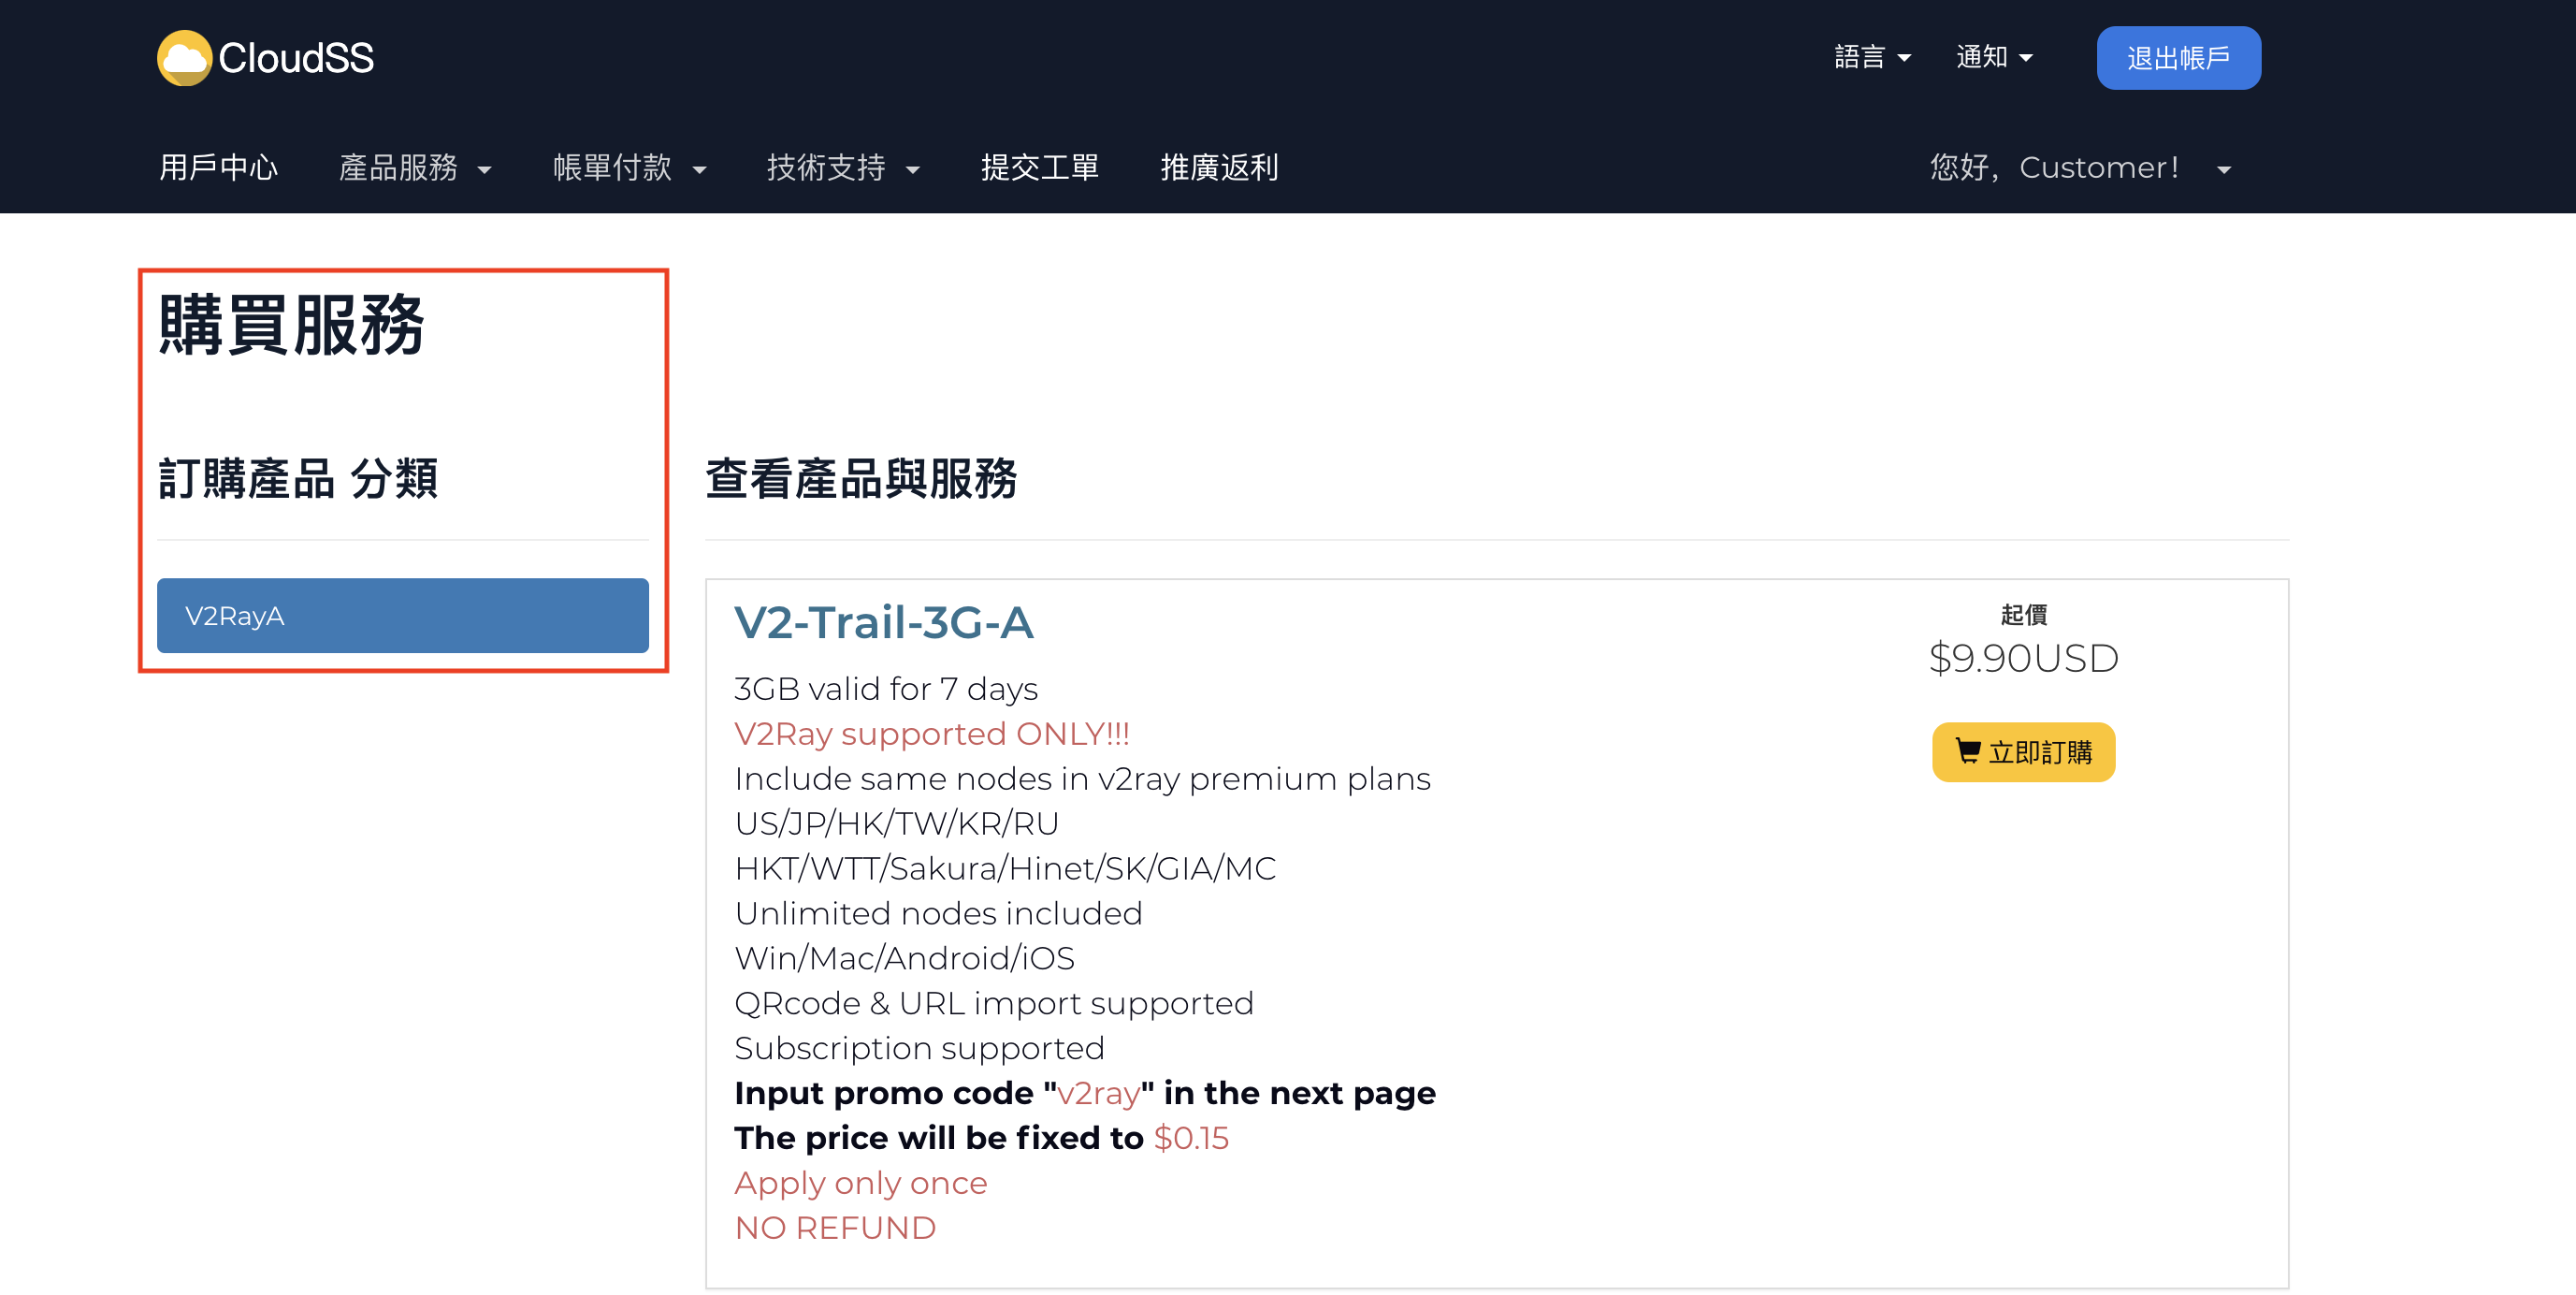 CloudSS
語言
通知
退出帳戶
用戶中心
產品服務
帳單付款
技術支持
提交工單
推廣返利
您好，Customer！
購買服務
訂購產品 分類
V2RayA
查看產品與服務
V2-Trail-3G-A
3GB valid for 7 days
V2Ray supported ONLY!!!
Include same nodes in v2ray premium plans
US/JP/HK/TW/KR/RU
HKT/WTT/Sakura/Hinet/SK/GIA/MC
Unlimited nodes included
Win/Mac/Android/iOS
QRcode & URL import supported
Subscription supported
Input promo code "v2ray" in the next page
The price will be fixed to $0.15
Apply only once
NO REFUND
起價
$9.90USD
立即訂購